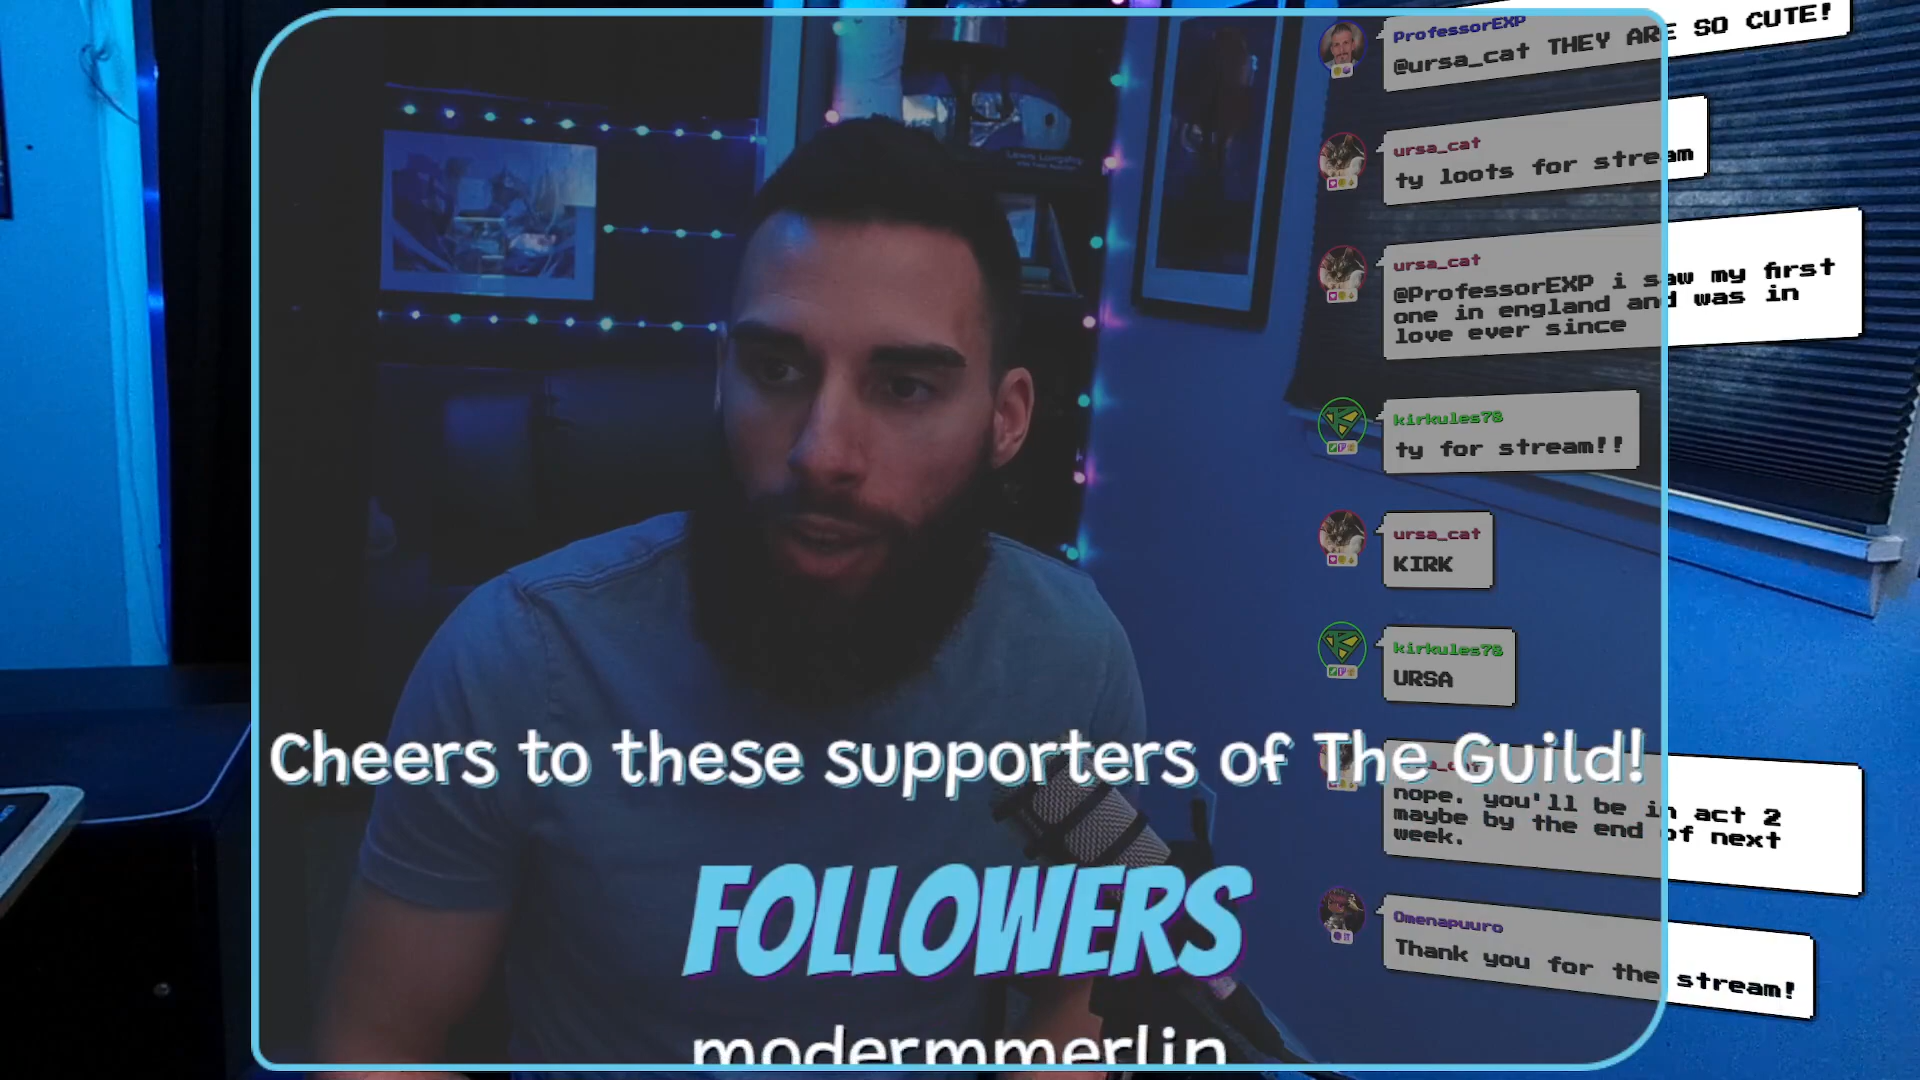 ProfessorEXP
@ursa_cat THEY ARE SO CUTE!
ursa_cat
ty loots for stream
ursa_cat
@ProfessorEXP i saw my first
one in england and was in
love ever since
kirkules78
ty for stream!!
ursa_cat
KIRK
kirkules78
URSA
Cheers to these supporters of The Guild!
nope. you'll be in act 2
maybe by the end of next
week.
FOLLOWERS
Omenapuuro
Thank you for the stream!
modermmerlin